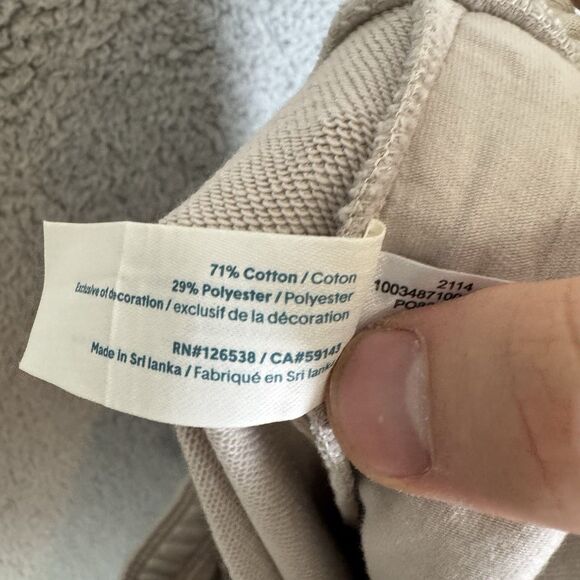 71% Cotton / Coton
29% Polyester / Polyester
Exclusive of decoration / exclusif de la décoration
RN#126538 / CA#59143
Made in Sri lanka / Fabriqué en Sri lanka
2114
1003487100